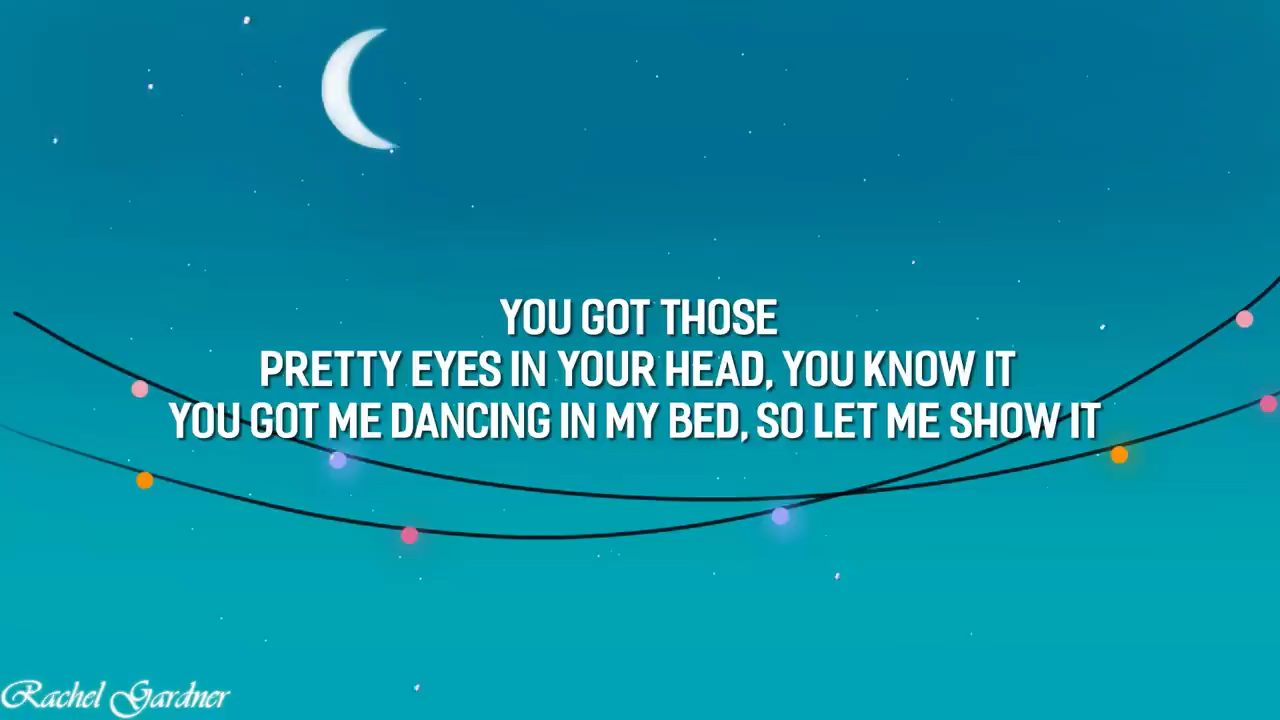 YOU GOT THOSE
PRETTY EYES IN YOUR HEAD, YOU KNOW IT
YOU GOT ME DANCING IN MY BED, SO LET ME SHOW IT
Rachel Gardner